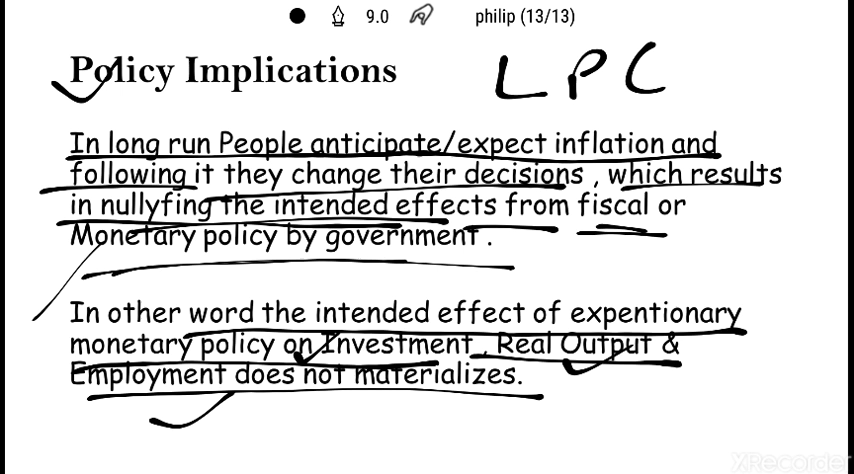 9.0 philip (13/13)
Policy Implications LPC
In long run People anticipate/expect inflation and
following it they change their decisions , which results
in nullyfing the intended effects from fiscal or
Monetary policy by government .
In other word the intended effect of expentionary
monetary policy on Investment , Real Output &
Employment does not materializes.
XRecorder